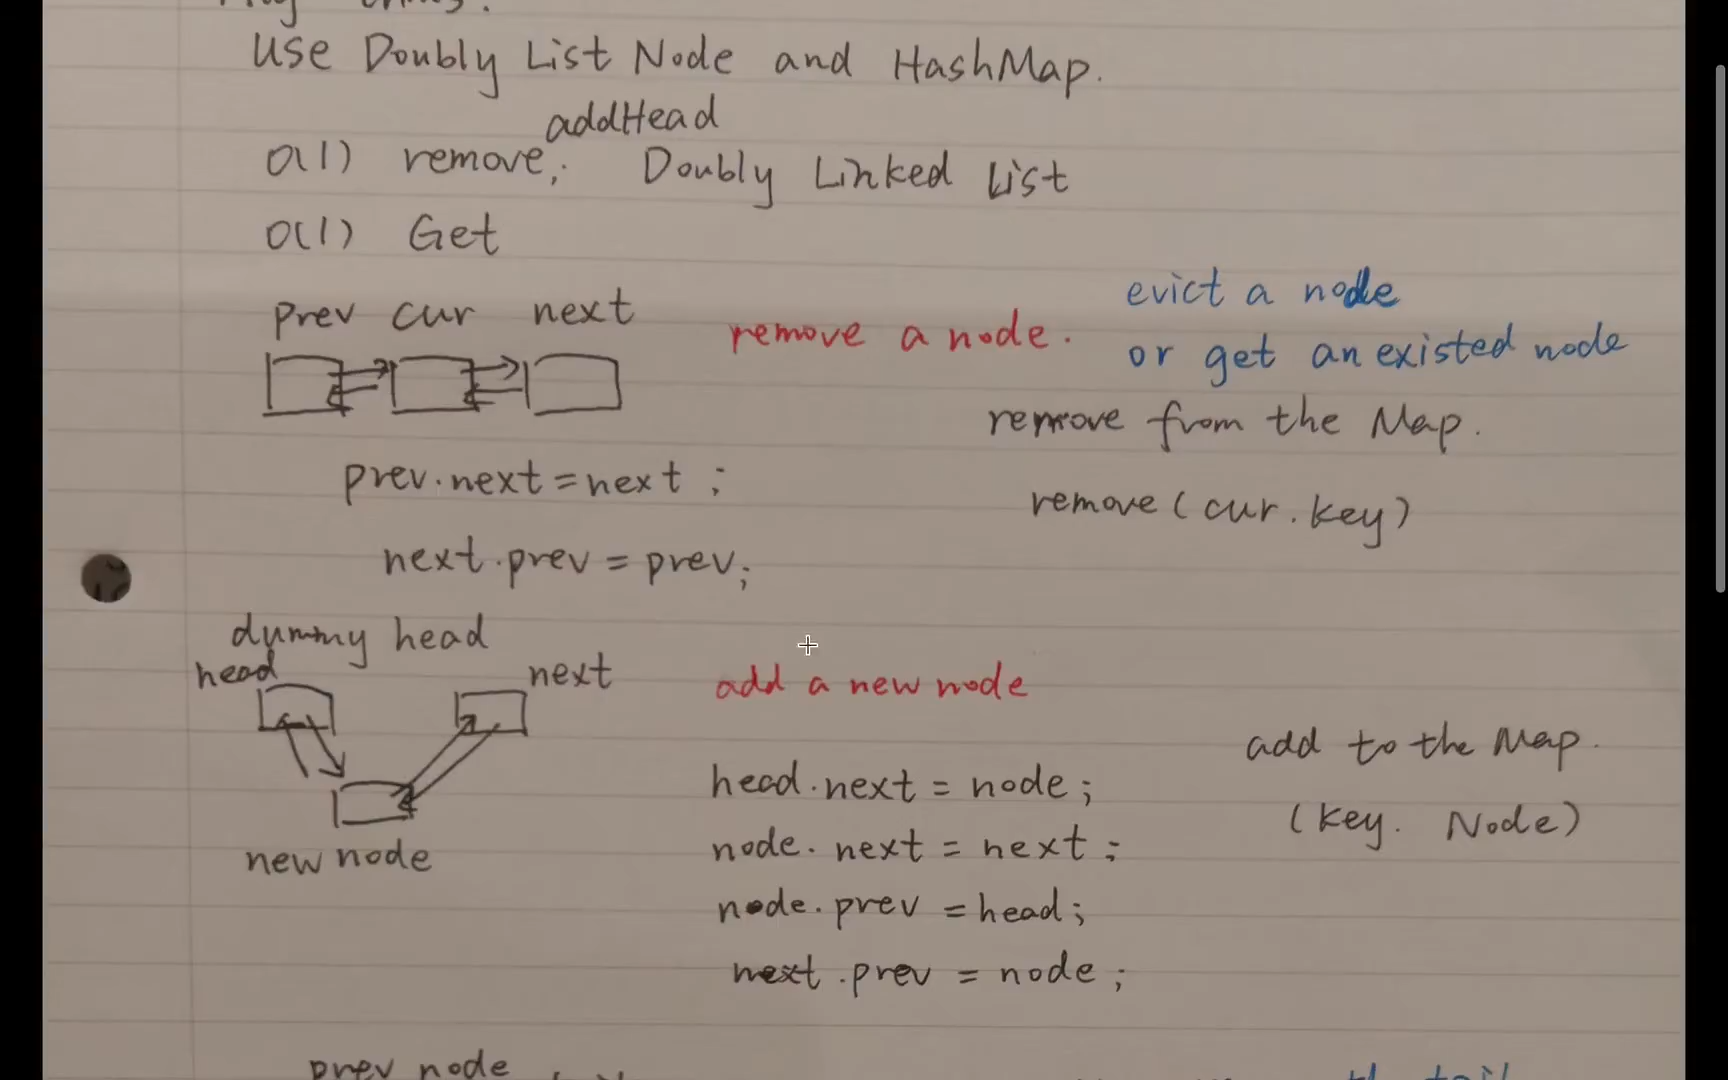 Use Doubly List Node and HashMap.
addHead
O(1) remove, . Doubly Linked List
O(1) Get
prev cur next
remove a node.
evict a node
or get an existed node
remove from the Map.
remove (cur.key)
prev.next = next ;
next.prev = prev;
dummy head
head
next
new node
add a new node
head.next = node ;
node. next = next ;
node.prev = head ;
next .prev = node ;
add to the Map.
(key. Node)
prev node
the tail